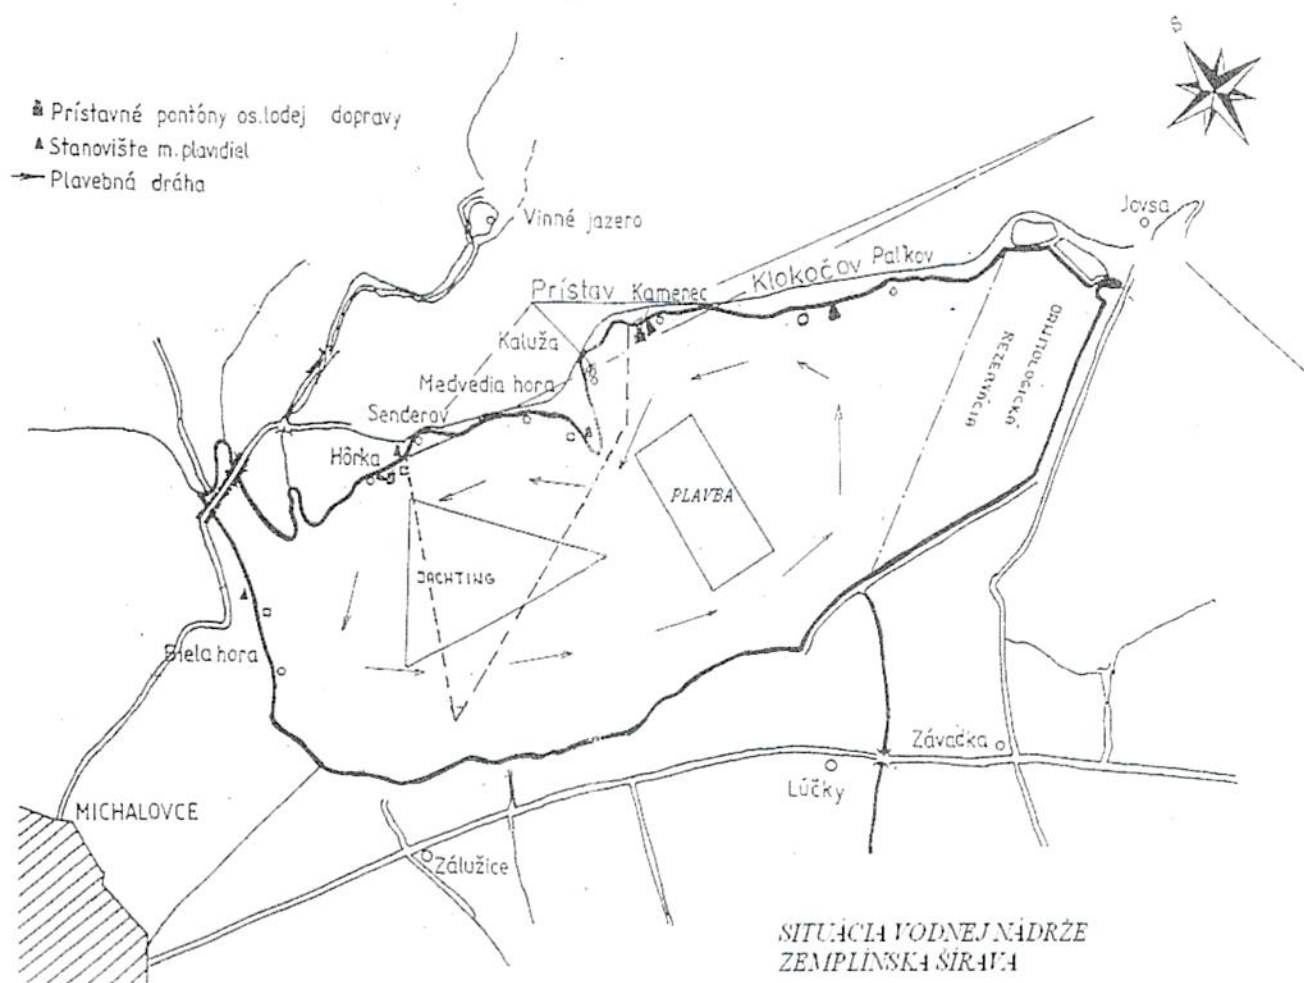 S
Prístavné pontóny os.lodej dopravy
Stanovište m.plavidiel
Plavebná dráha
Vinné jazero
Jovsa
Prístav
Kamenec
Klokočov
Paľkov
Kaluža
Medvedia hora
Senderov
Hôrka
ORNITOLOGICKÁ
REZERVÁCIA
PLAVBA
JACHTING
Biela hora
MICHALOVCE
Závadka
Lúčky
Zálužice
SITUÁCIA VODNEJ NÁDRŽE
ZEMPLÍNSKA ŠÍRAVA